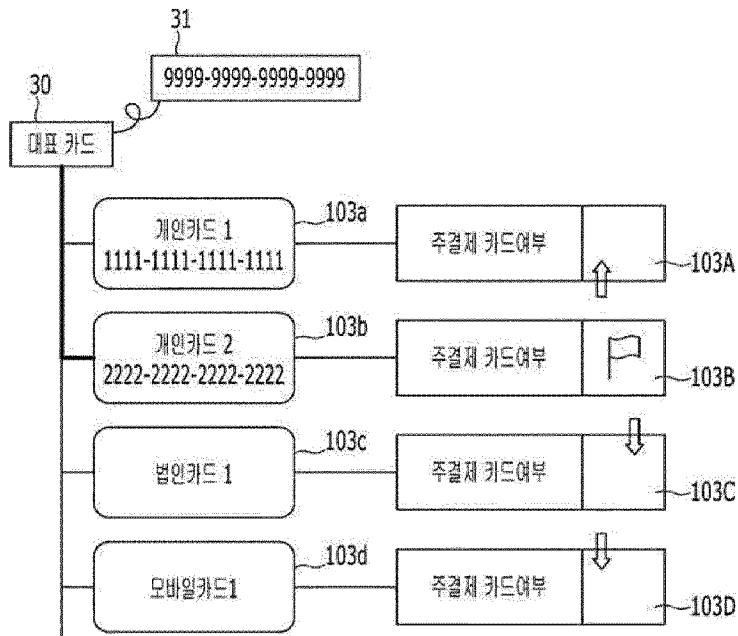 31
9999-9999-9999-9999
30
대표 카드
개인카드 1
1111-1111-1111-1111
103a
주결제 카드여부
103A
개인카드 2
2222-2222-2222-2222
103b
주결제 카드여부
103B
법인카드 1
103c
주결제 카드여부
103C
모바일카드1
103d
주결제 카드여부
103D